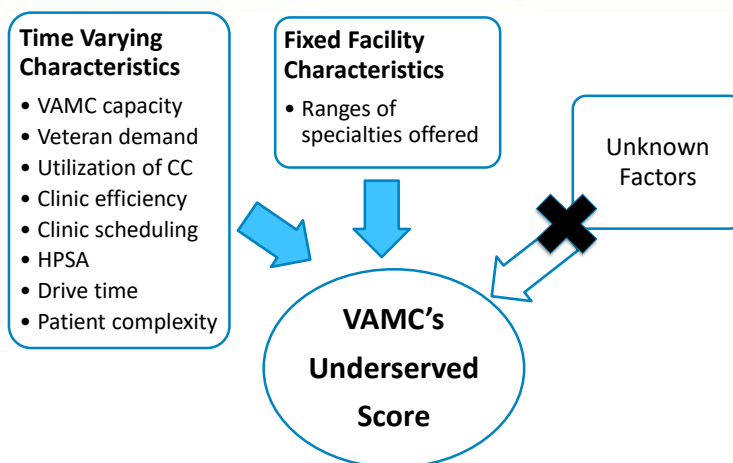 Time Varying
Characteristics
• VAMC capacity
• Veteran demand
• Utilization of CC
• Clinic efficiency
• Clinic scheduling
• HPSA
• Drive time
• Patient complexity
Fixed Facility
Characteristics
• Ranges of
specialties offered
Unknown
Factors
VAMC's
Underserved
Score